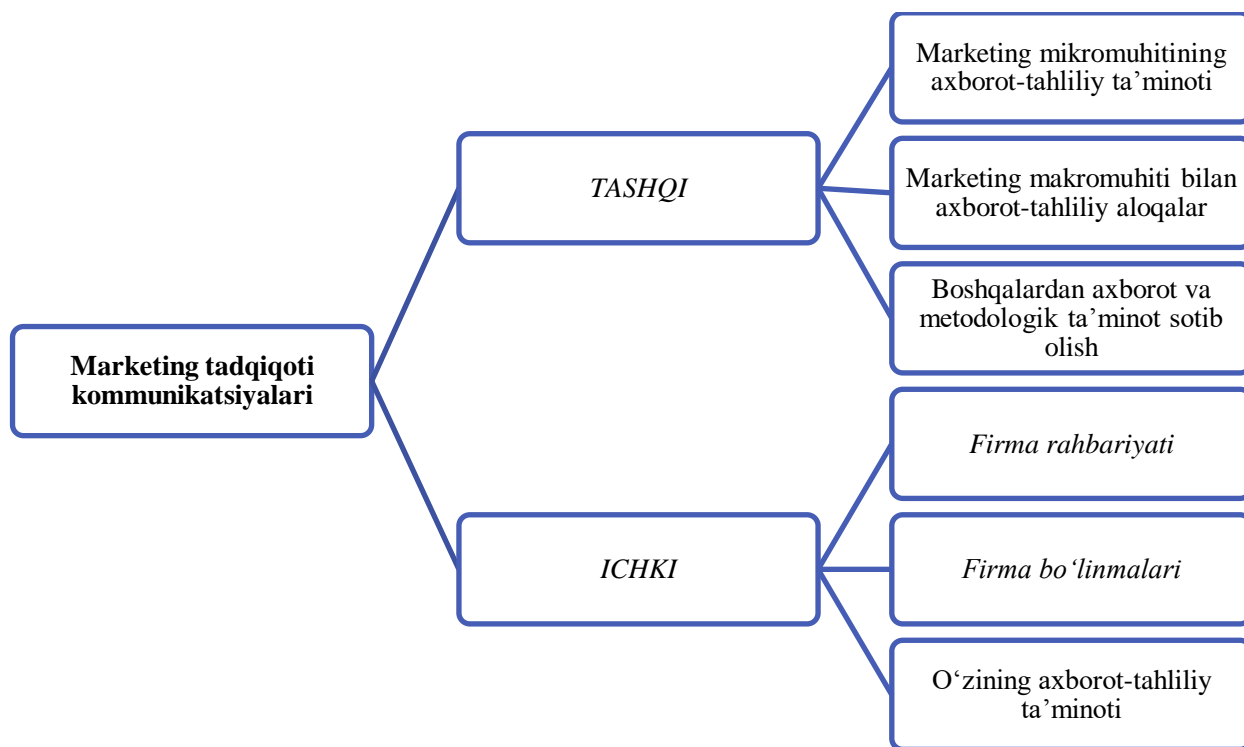 Marketing tadqiqoti
kommunikatsiyalari
TASHQI
Marketing mikromuhitining
axborot-tahliliy ta’minoti
Marketing makromuhiti bilan
axborot-tahliliy aloqalar
Boshqalardan axborot va
metodologik ta’minot sotib
olish
ICHKI
Firma rahbariyati
Firma bo‘linmalari
O‘zining axborot-tahliliy
ta’minoti